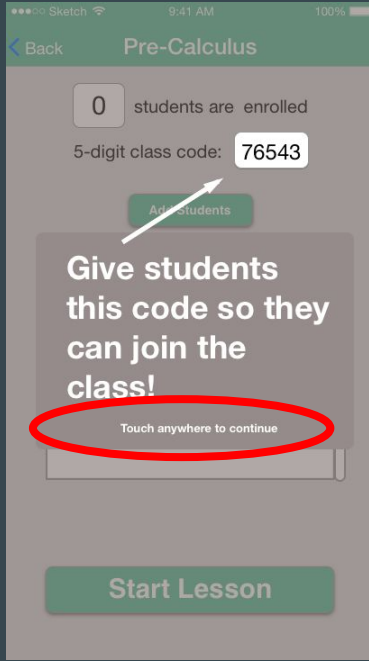 Sketch 9:41 AM 100%
Back Pre-Calculus
0 students are enrolled
5-digit class code: 76543
Add Students
Give students
this code so they
can join the
class!
Touch anywhere to continue
Start Lesson